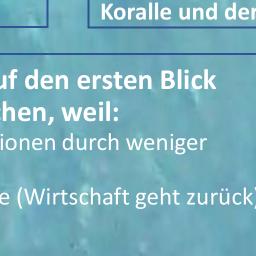 Koralle und der
uf den ersten Blick
chen, weil:
ionen durch weniger
e (Wirtschaft geht zurück)